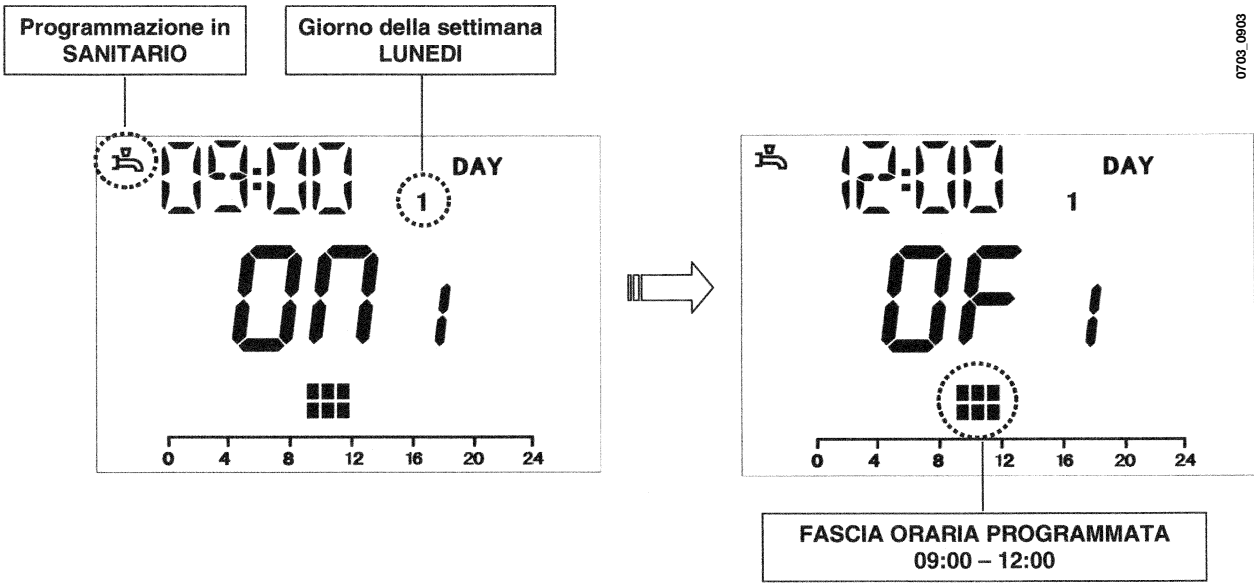 Programmazione in
SANITARIO
Giorno della settimana
LUNEDI
0703_0903
09:00
DAY
1
ON 1
0 4 8 12 16 20 24
12:00
DAY
1
OF 1
0 4 8 12 16 20 24
FASCIA ORARIA PROGRAMMATA
09:00 – 12:00